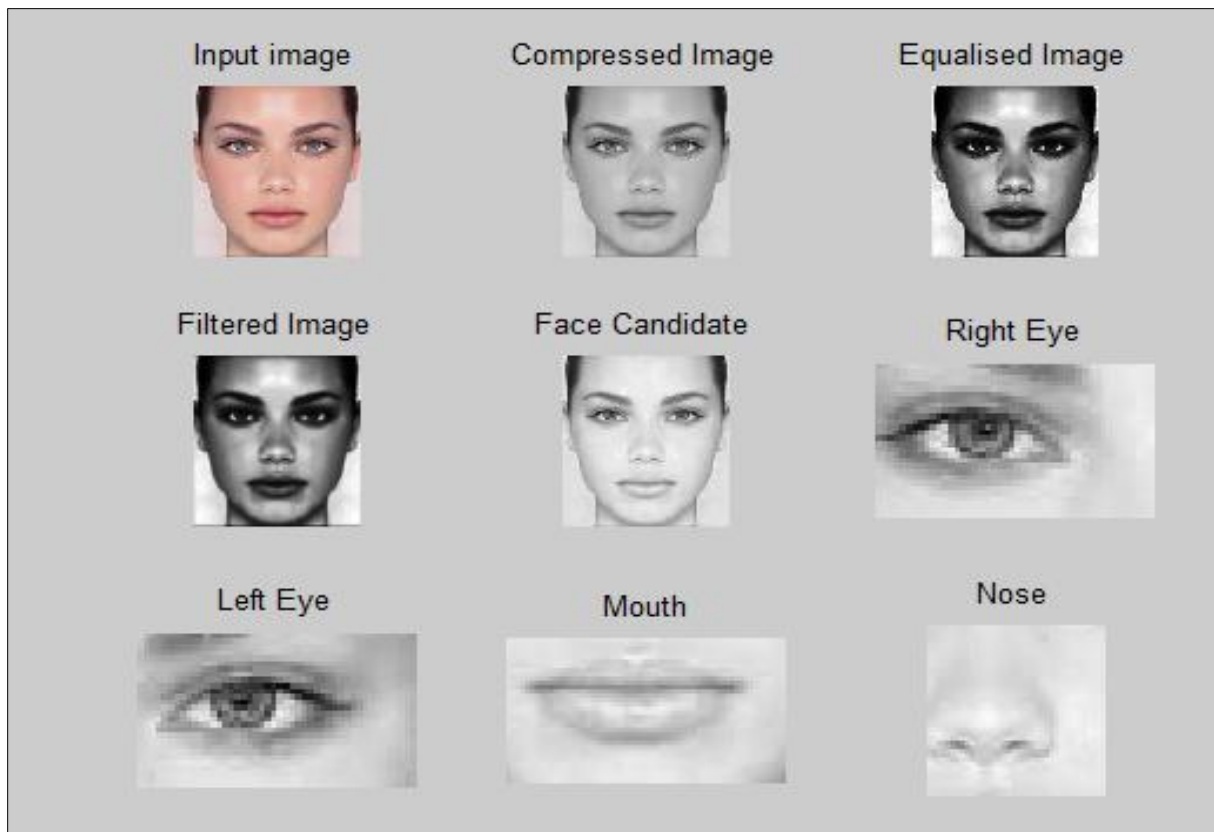 Input image
Compressed Image
Equalised Image
Filtered Image
Face Candidate
Right Eye
Left Eye
Mouth
Nose